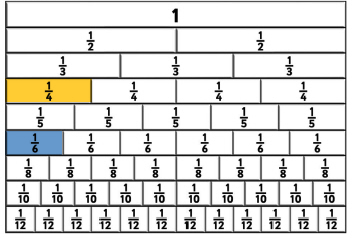 1
1/2 1/2
1/3 1/3 1/3
1/4 1/4 1/4 1/4
1/5 1/5 1/5 1/5 1/5
1/6 1/6 1/6 1/6 1/6 1/6
1/8 1/8 1/8 1/8 1/8 1/8 1/8 1/8
1/10 1/10 1/10 1/10 1/10 1/10 1/10 1/10 1/10 1/10
1/12 1/12 1/12 1/12 1/12 1/12 1/12 1/12 1/12 1/12 1/12 1/12